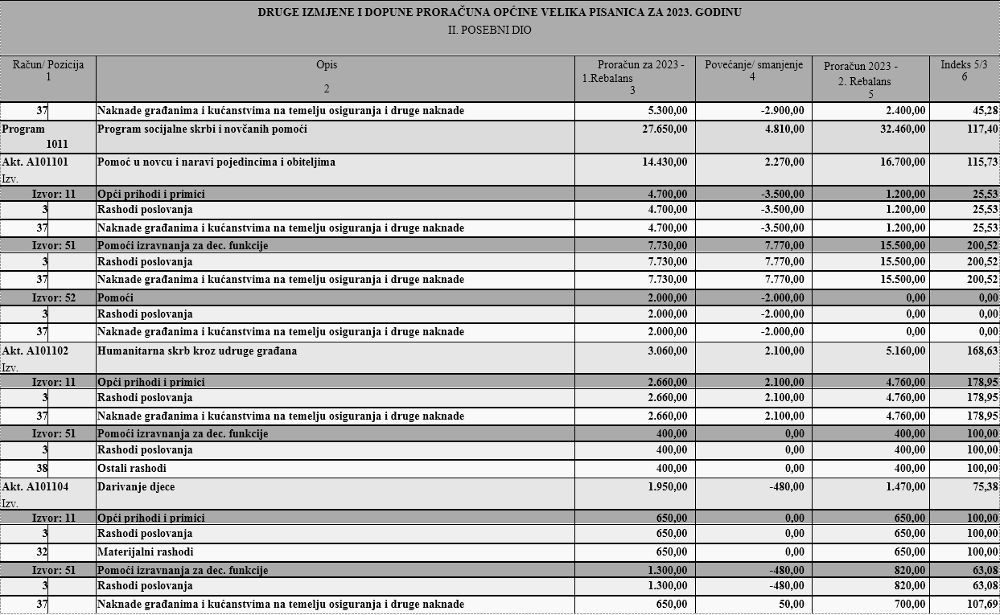 DRUGE IZMJENE I DOPUNE PRORAČUNA OPĆINE VELIKA PISANICA ZA 2023. GODINU
II. POSEBNI DIO
Račun/ Pozicija 1 Opis 2 Proračun za 2023 - 1.Rebalans 3 Povećanje/ smanjenje 4 Proračun 2023 - 2. Rebalans 5 Indeks 5/3 6
37 Naknade građanima i kućanstvima na temelju osiguranja i druge naknade 5.300,00 -2.900,00 2.400,00 45,28
Program Program socijalne skrbi i novčanih pomoći 27.650,00 4.810,00 32.460,00 117,40
1011
Akt. A101101 Pomoć u novcu i naravi pojedincima i obiteljima 14.430,00 2.270,00 16.700,00 115,73
Izv.
Izvor: 11 Opći prihodi i primici 4.700,00 -3.500,00 1.200,00 25,53
3 Rashodi poslovanja 4.700,00 -3.500,00 1.200,00 25,53
37 Naknade građanima i kućanstvima na temelju osiguranja i druge naknade 4.700,00 -3.500,00 1.200,00 25,53
Izvor: 51 Pomoći izravnanja za dec. funkcije 7.730,00 7.770,00 15.500,00 200,52
3 Rashodi poslovanja 7.730,00 7.770,00 15.500,00 200,52
37 Naknade građanima i kućanstvima na temelju osiguranja i druge naknade 7.730,00 7.770,00 15.500,00 200,52
Izvor: 52 Pomoći 2.000,00 -2.000,00 0,00 0,00
3 Rashodi poslovanja 2.000,00 -2.000,00 0,00 0,00
37 Naknade građanima i kućanstvima na temelju osiguranja i druge naknade 2.000,00 -2.000,00 0,00 0,00
Akt. A101102 Humanitarna skrb kroz udruge građana 3.060,00 2.100,00 5.160,00 168,63
Izv.
Izvor: 11 Opći prihodi i primici 2.660,00 2.100,00 4.760,00 178,95
3 Rashodi poslovanja 2.660,00 2.100,00 4.760,00 178,95
37 Naknade građanima i kućanstvima na temelju osiguranja i druge naknade 2.660,00 2.100,00 4.760,00 178,95
Izvor: 51 Pomoći izravnanja za dec. funkcije 400,00 0,00 400,00 100,00
3 Rashodi poslovanja 400,00 0,00 400,00 100,00
38 Ostali rashodi 400,00 0,00 400,00 100,00
Akt. A101104 Darivanje djece 1.950,00 -480,00 1.470,00 75,38
Izv.
Izvor: 11 Opći prihodi i primici 650,00 0,00 650,00 100,00
3 Rashodi poslovanja 650,00 0,00 650,00 100,00
32 Materijalni rashodi 650,00 0,00 650,00 100,00
Izvor: 51 Pomoći izravnanja za dec. funkcije 1.300,00 -480,00 820,00 63,08
3 Rashodi poslovanja 1.300,00 -480,00 820,00 63,08
37 Naknade građanima i kućanstvima na temelju osiguranja i druge naknade 650,00 50,00 700,00 107,69